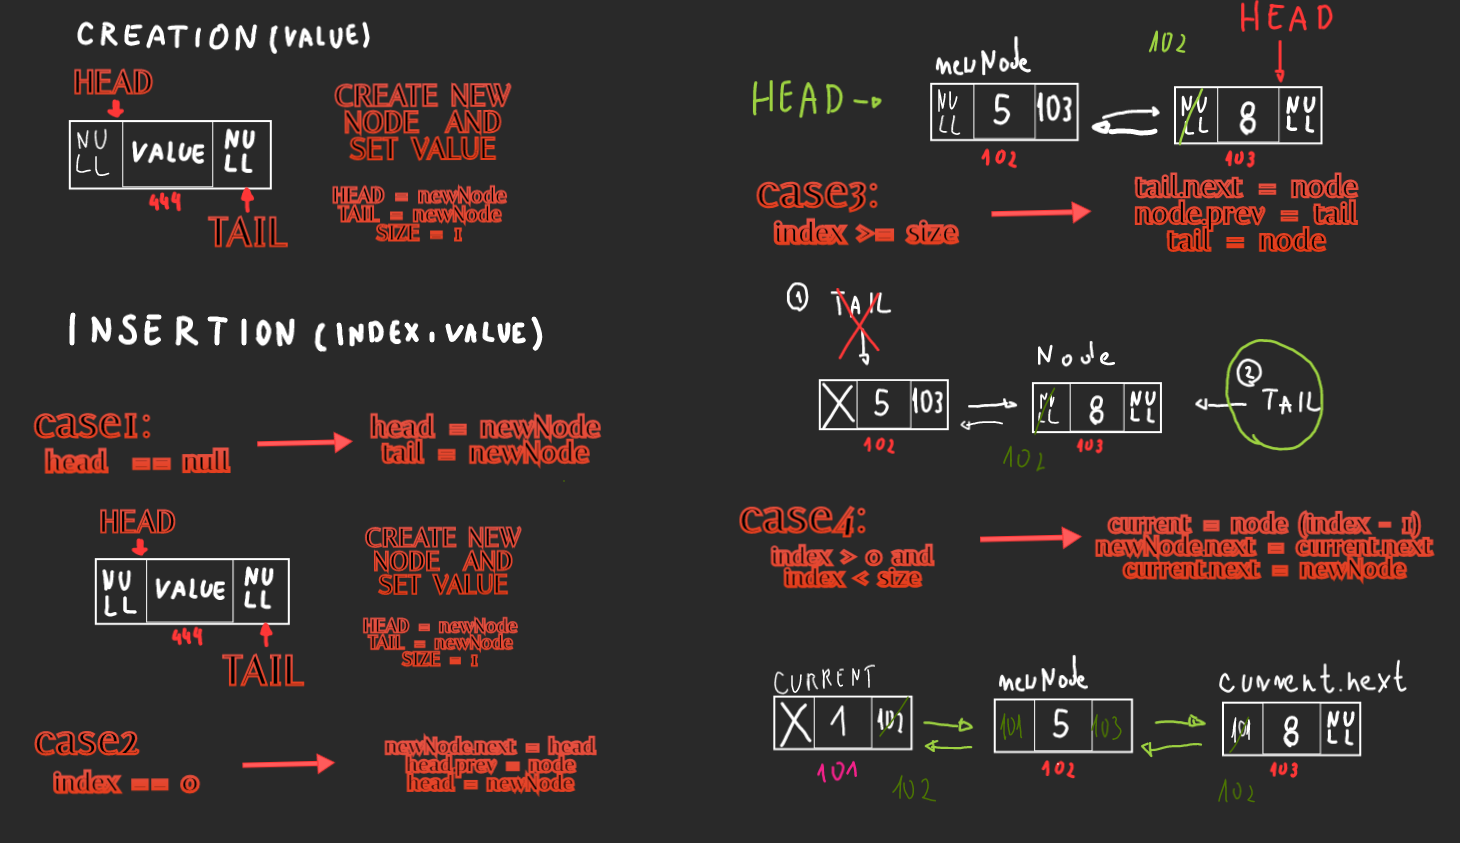 CREATION (VALUE)
HEAD
NU
LL
VALUE
NU
LL
444
TAIL
CREATE NEW
NODE AND
SET VALUE
HEAD = newNode
TAIL = newNode
SIZE = 1
INSERTION (INDEX, VALUE)
case1:
head == null
head = newNode
tail = newNode
HEAD
NU
LL
VALUE
NU
LL
444
TAIL
CREATE NEW
NODE AND
SET VALUE
HEAD = newNode
TAIL = newNode
SIZE = 1
case2
index == 0
newNode.next = head
head.prev = node
head = newNode
HEAD
102
newNode
HEAD
NU
LL
5
103
102
NU
LL
8
NU
LL
103
case3:
index >= size
tail.next = node
node.prev = tail
tail = node
1
TAIL
5
103
102
Node
NU
LL
8
NU
LL
102
103
2
TAIL
case4:
index > 0 and
index < size
current = node (index - 1)
newNode.next = current.next
current.next = newNode
CURRENT
X
1
102
101
102
newNode
101
5
103
102
current.next
101
8
NU
LL
103
102